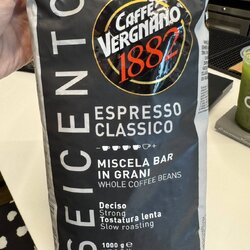 CAFFÈ
VERGNANO
1882
SEICENTO
ESPRESSO
CLASSICO
MISCELA BAR
IN GRANI
WHOLE COFFEE BEANS
Deciso
Strong
Tostatura lenta
Slow roasting
1000 g